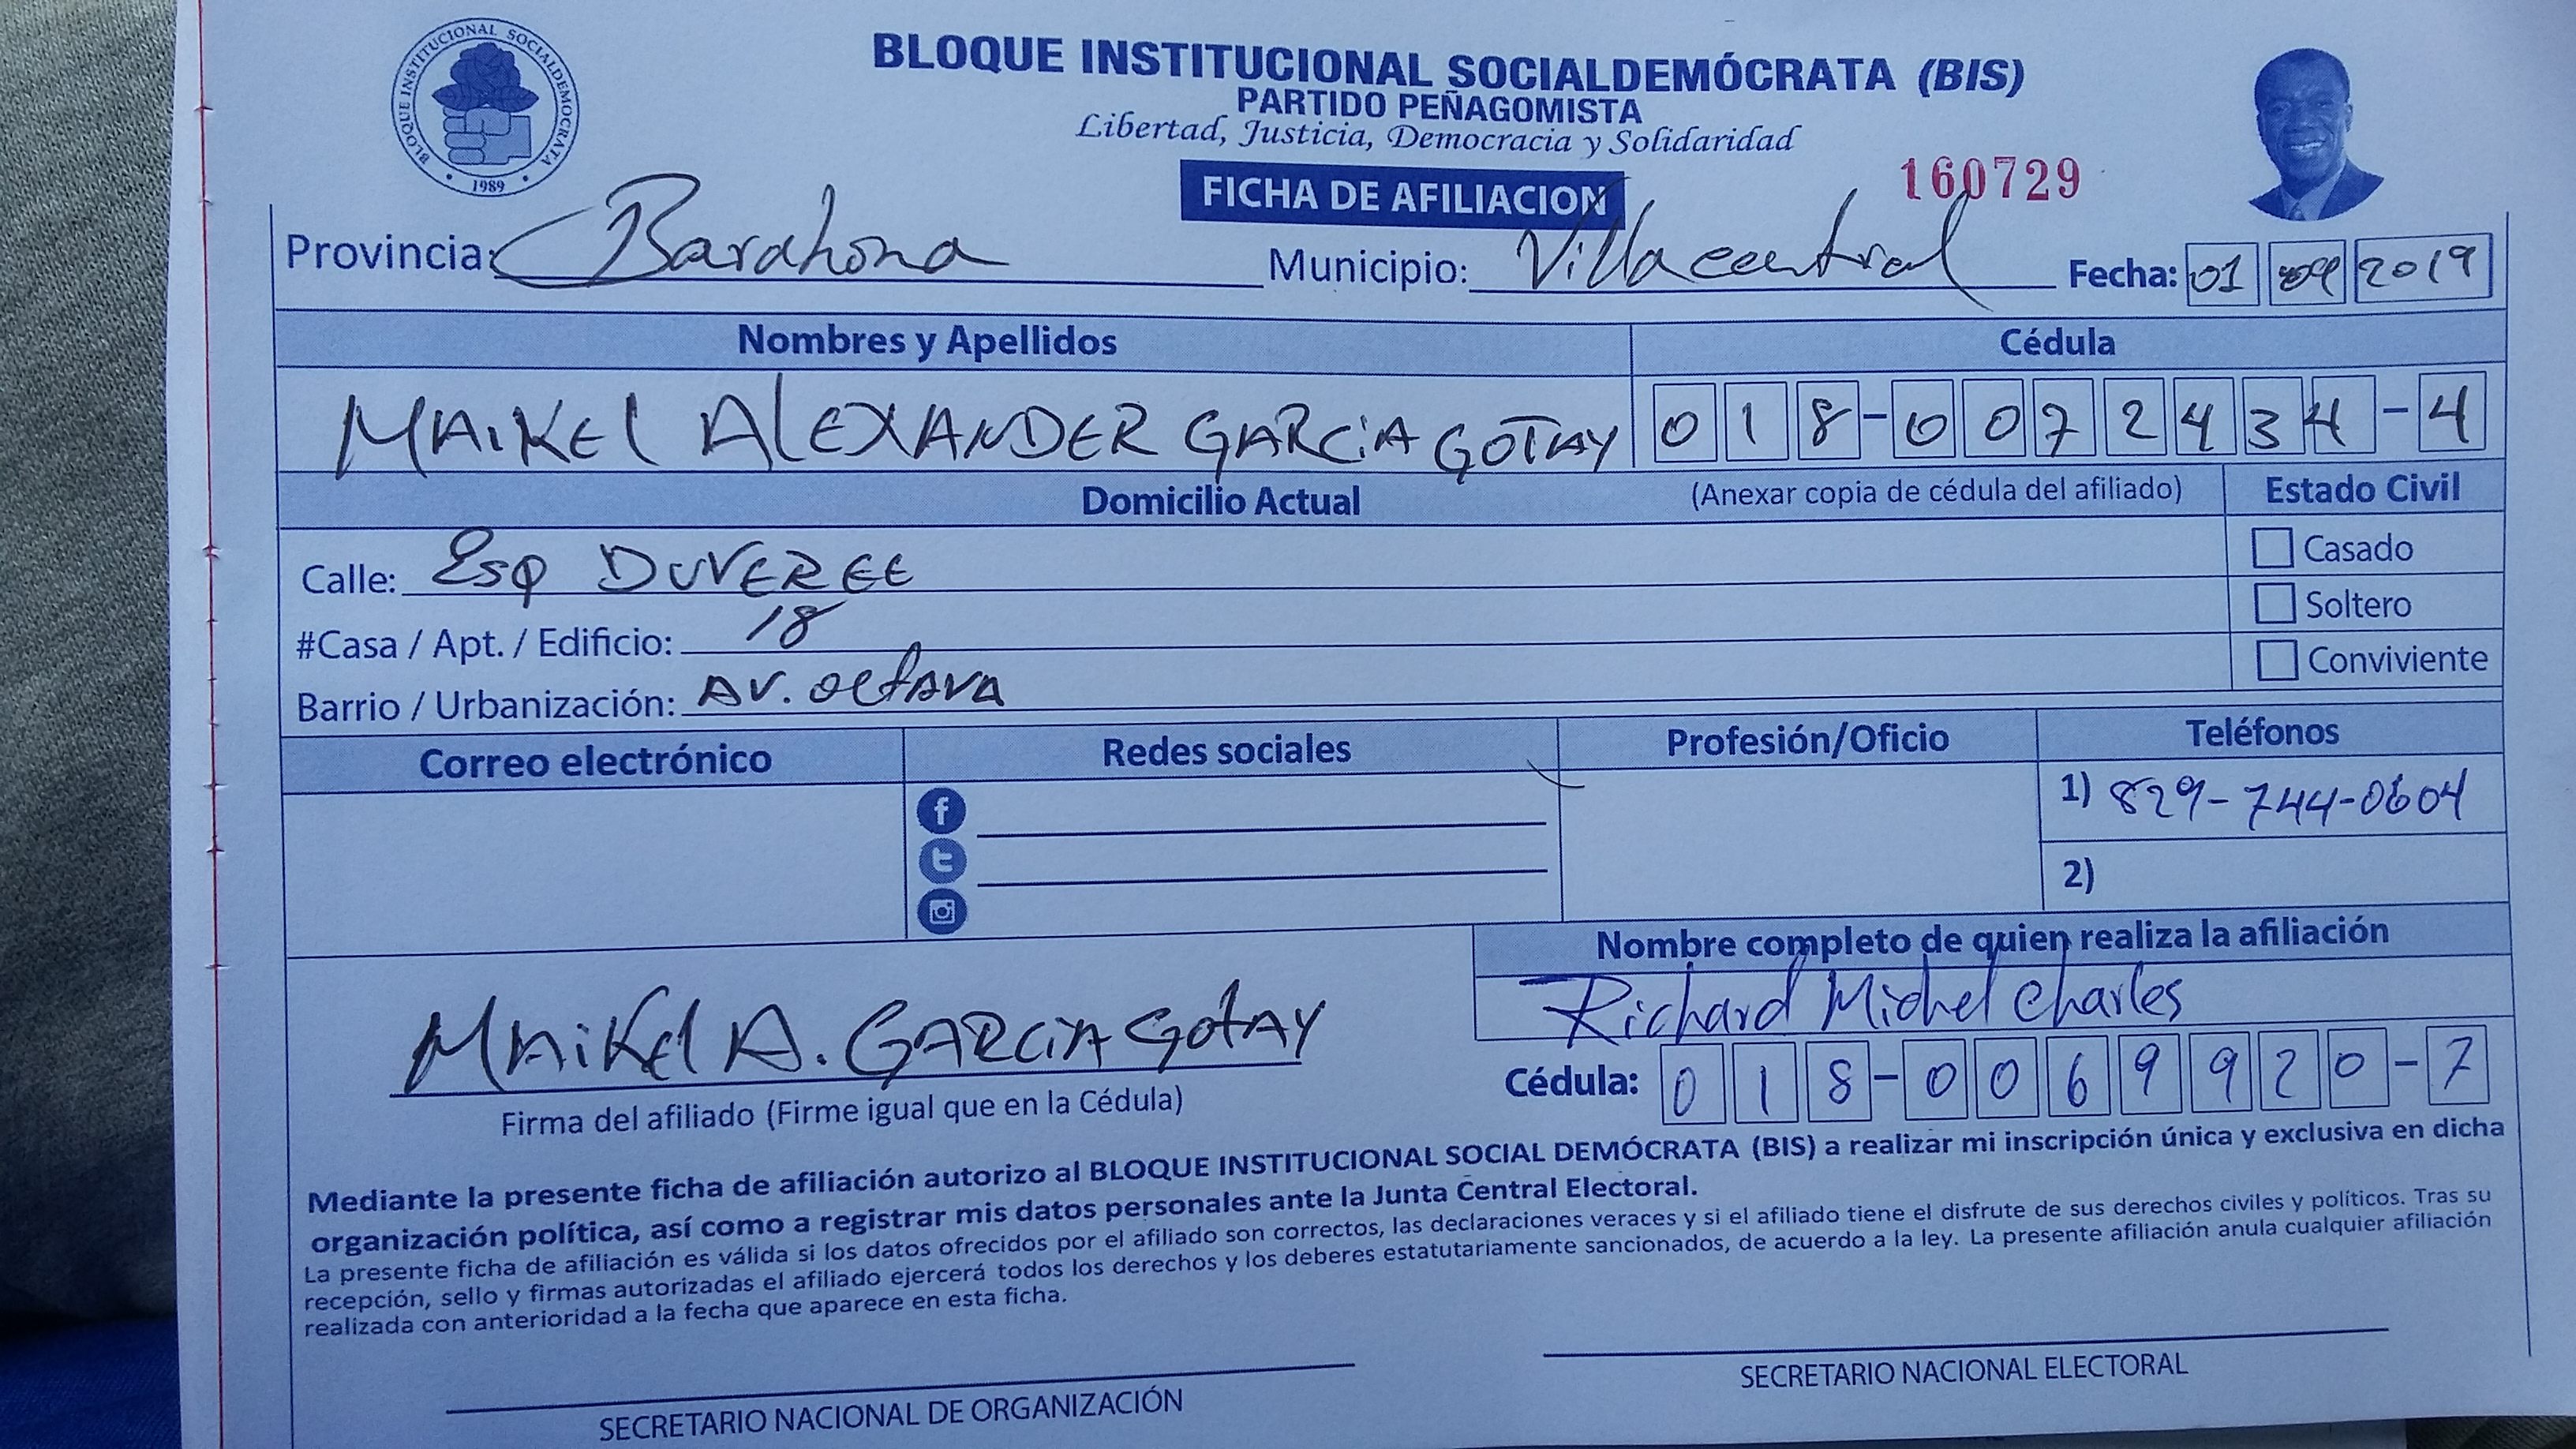 BLOQUE INSTITUCIONAL SOCIALDEMOCRATA
1989
BLOQUE INSTITUCIONAL SOCIALDEMÓCRATA (BIS)
PARTIDO PEÑAGOMISTA
Libertad, Justicia, Democracia y Solidaridad
FICHA DE AFILIACION
160729
Provincia: Barahona Municipio: Villa central Fecha: 01 09 2019
Nombres y Apellidos Cédula
MAIKEL ALEXANDER GARCIA GOTAY 018-0072434-4
Domicilio Actual (Anexar copia de cédula del afiliado) Estado Civil
Calle: Esq DUVEREE
Casado
#Casa / Apt. / Edificio: 18
Soltero
Barrio / Urbanización: AV. octAVA
Conviviente
Correo electrónico Redes sociales Profesión/Oficio Teléfonos
1) 829-744-0604
2)
Nombre completo de quien realiza la afiliación
Richard Michel Charles
MAiKel A. GARCiA GotAY
Firma del afiliado (Firme igual que en la Cédula)
Cédula: 018-0069920-7
Mediante la presente ficha de afiliación autorizo al BLOQUE INSTITUCIONAL SOCIAL DEMÓCRATA (BIS) a realizar mi inscripción única y exclusiva en dicha
organización política, así como a registrar mis datos personales ante la Junta Central Electoral.
La presente ficha de afiliación es válida si los datos ofrecidos por el afiliado son correctos, las declaraciones veraces y si el afiliado tiene el disfrute de sus derechos civiles y políticos. Tras su
recepción, sello y firmas autorizadas el afiliado ejercerá todos los derechos y los deberes estatutariamente sancionados, de acuerdo a la ley. La presente afiliación anula cualquier afiliación
realizada con anterioridad a la fecha que aparece en esta ficha.
SECRETARIO NACIONAL DE ORGANIZACIÓN
SECRETARIO NACIONAL ELECTORAL